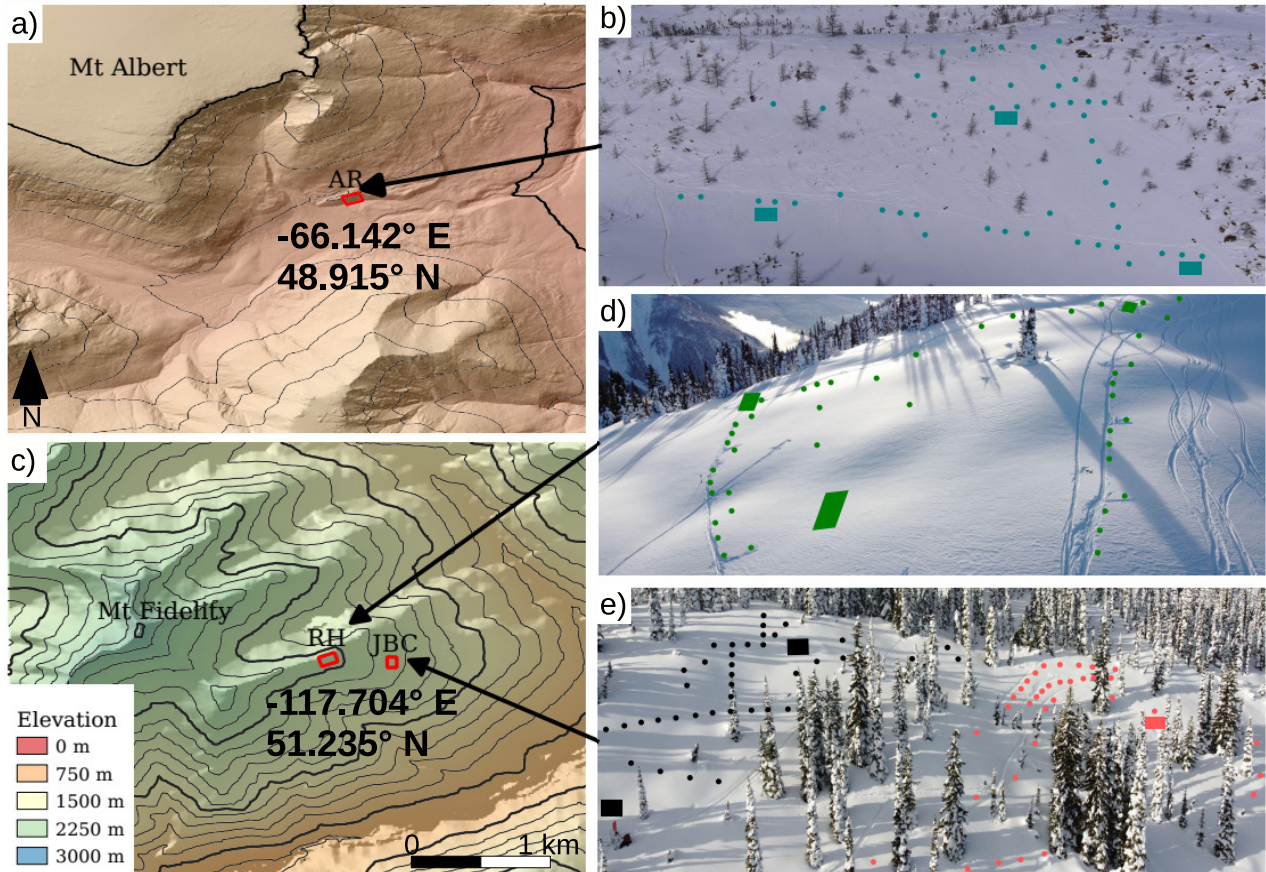 a)
Mt Albert
AR
-66.142° E
48.915° N
N
b)
c)
Mt Fidelity
RH
JBC
-117.704° E
51.235° N
Elevation
0 m
750 m
1500 m
2250 m
3000 m
0
1 km
d)
e)